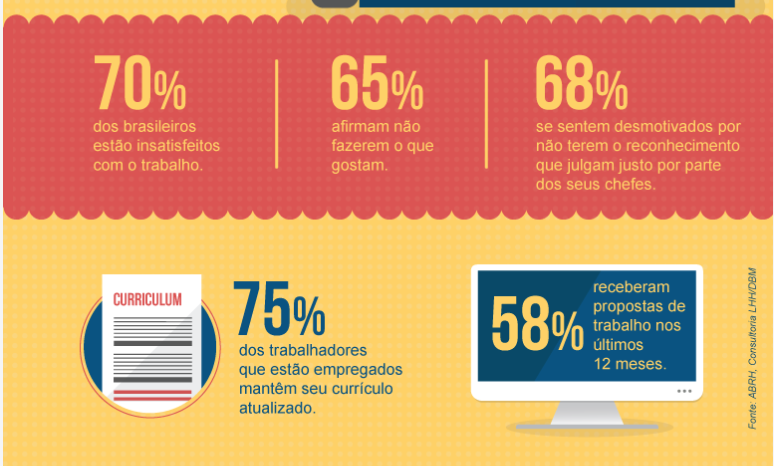 70%
dos brasileiros
estão insatisfeitos
com o trabalho.
65%
afirmam não
fazerem o que
gostam.
68%
se sentem desmotivados por
não terem o reconhecimento
que julgam justo por parte
dos seus chefes.
CURRICULUM
75%
dos trabalhadores
que estão empregados
mantêm seu currículo
atualizado.
58%
receberam
propostas de
trabalho nos
últimos
12 meses.
Fonte: ABRH, Consultoria LHH/DBM